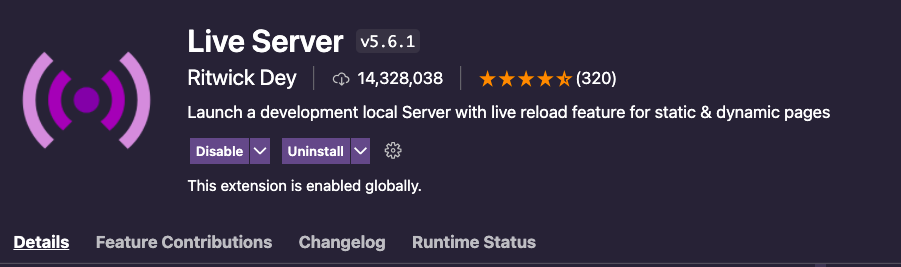 Live Server v5.6.1
Ritwick Dey 14,328,038 (320)
Launch a development local Server with live reload feature for static & dynamic pages
Disable Uninstall
This extension is enabled globally.
Details Feature Contributions Changelog Runtime Status